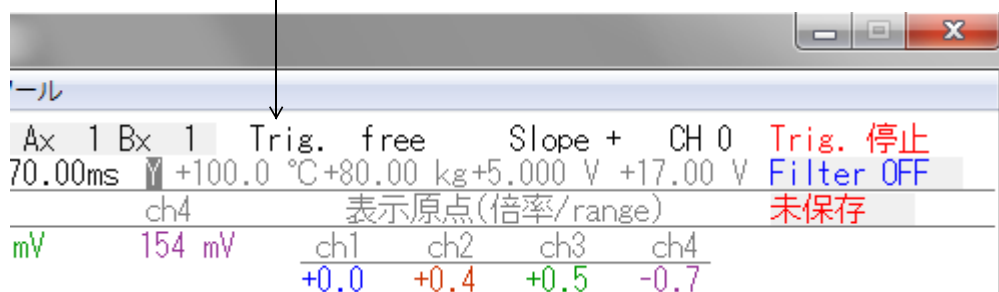 ール
Ax 1 Bx 1 Trig. free Slope + CH 0 Trig. 停止
70.00ms Y +100.0 ℃ +80.00 kg +5.000 V +17.00 V Filter OFF
ch4 表示原点(倍率/range) 未保存
mV 154 mV ch1 ch2 ch3 ch4
+0.0 +0.4 +0.5 -0.7